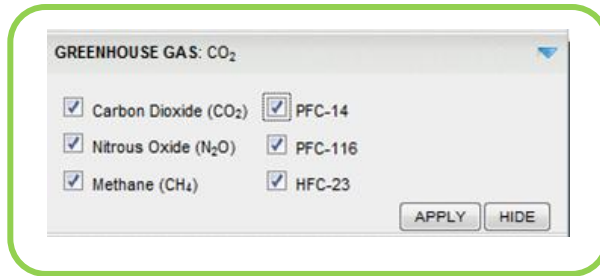 GREENHOUSE GAS: CO₂
Carbon Dioxide (CO₂) PFC-14
Nitrous Oxide (N₂O) PFC-116
Methane (CH₄) HFC-23
APPLY HIDE